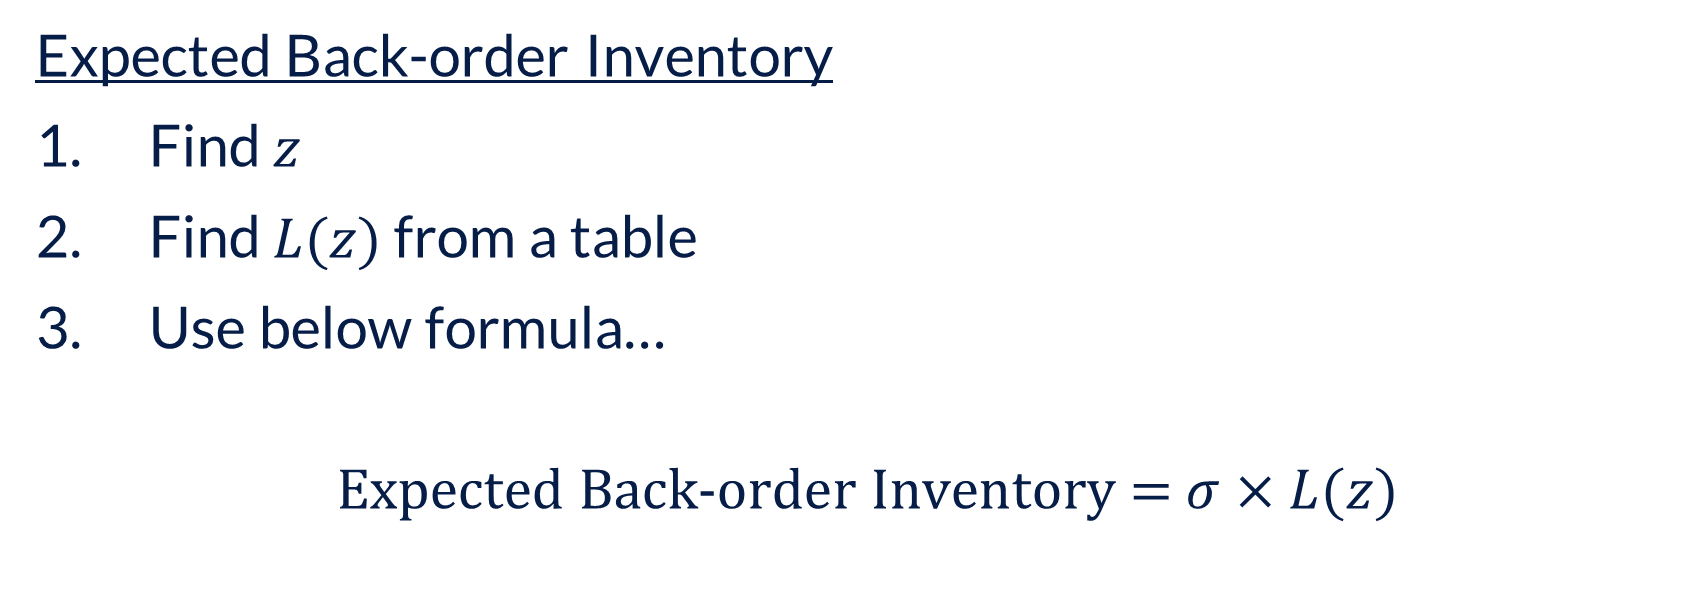 Expected Back-order Inventory
1. Find z
2. Find L(z) from a table
3. Use below formula...
Expected Back-order Inventory = σ × L(z)